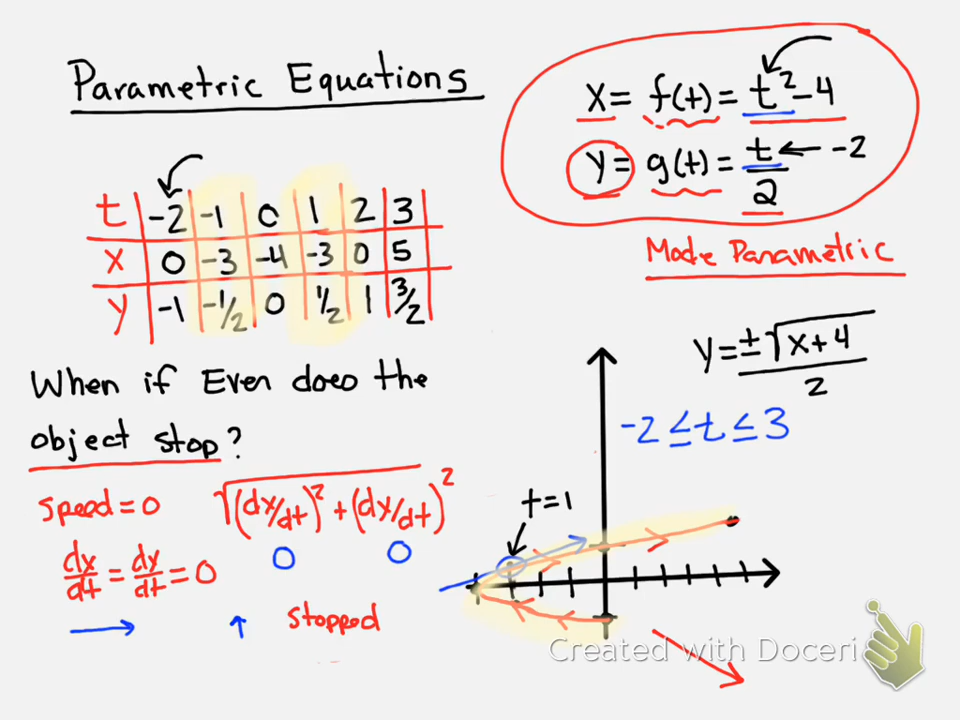 Parametric Equations
x = f(t) = t² - 4
y = g(t) = t/2 ← -2
Mode Parametric
t | -2 | -1 | 0 | 1 | 2 | 3
x | 0 | -3 | -4 | -3 | 0 | 5
y | -1 | -1/2 | 0 | 1/2 | 1 | 3/2
y = ±√(x+4)/2
-2 ≤ t ≤ 3
When if Even does the
object stop?
speed = 0 √((dx/dt)² + (dx/dt)²)
dx/dt = dy/dt = 0 0 0
stopped
t = 1
Created with Doceri